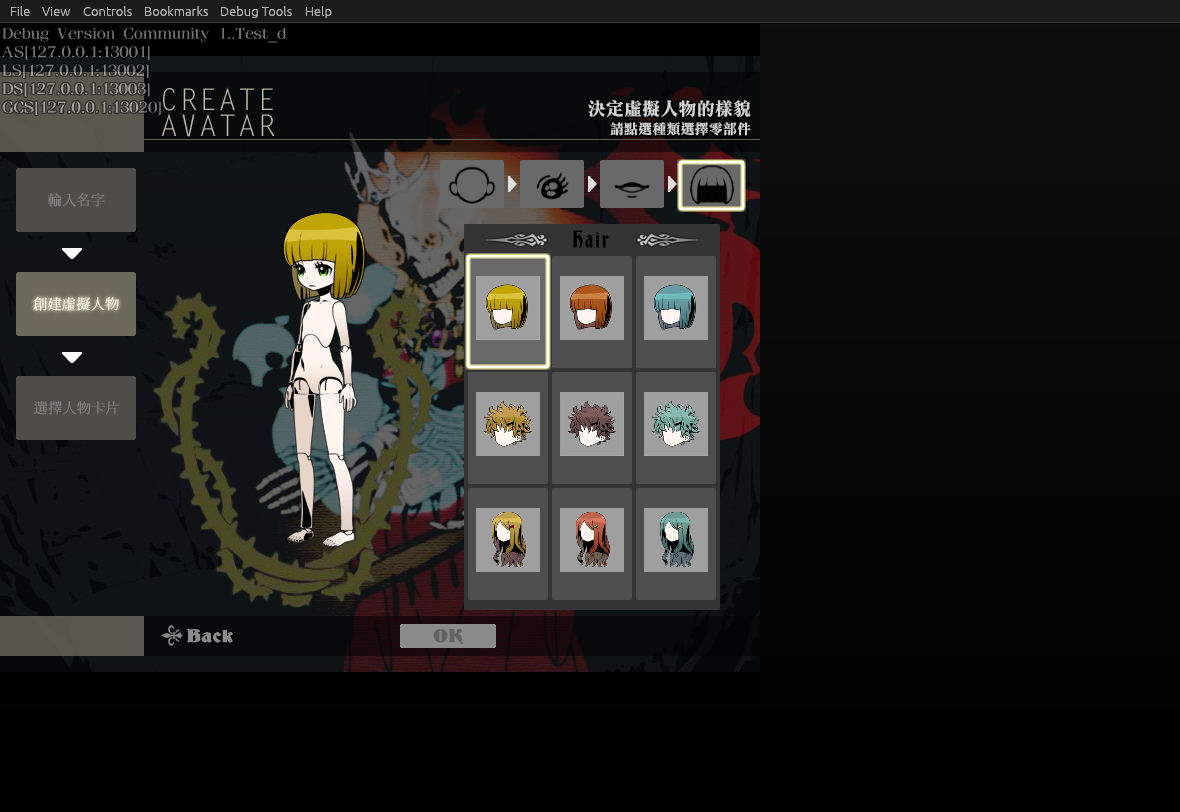 File View Controls Bookmarks Debug Tools Help
Debug Version Community 1..Test_d
AS[127.0.0.1:13001]
LS[127.0.0.1:13002]
DS[127.0.0.1:13003]
GCS[127.0.0.1:13020]
CREATE
AVATAR
決定虛擬人物的樣貌
請點選種類選擇零部件
輸入名字
創建虛擬人物
選擇人物卡片
Hair
Back
OK